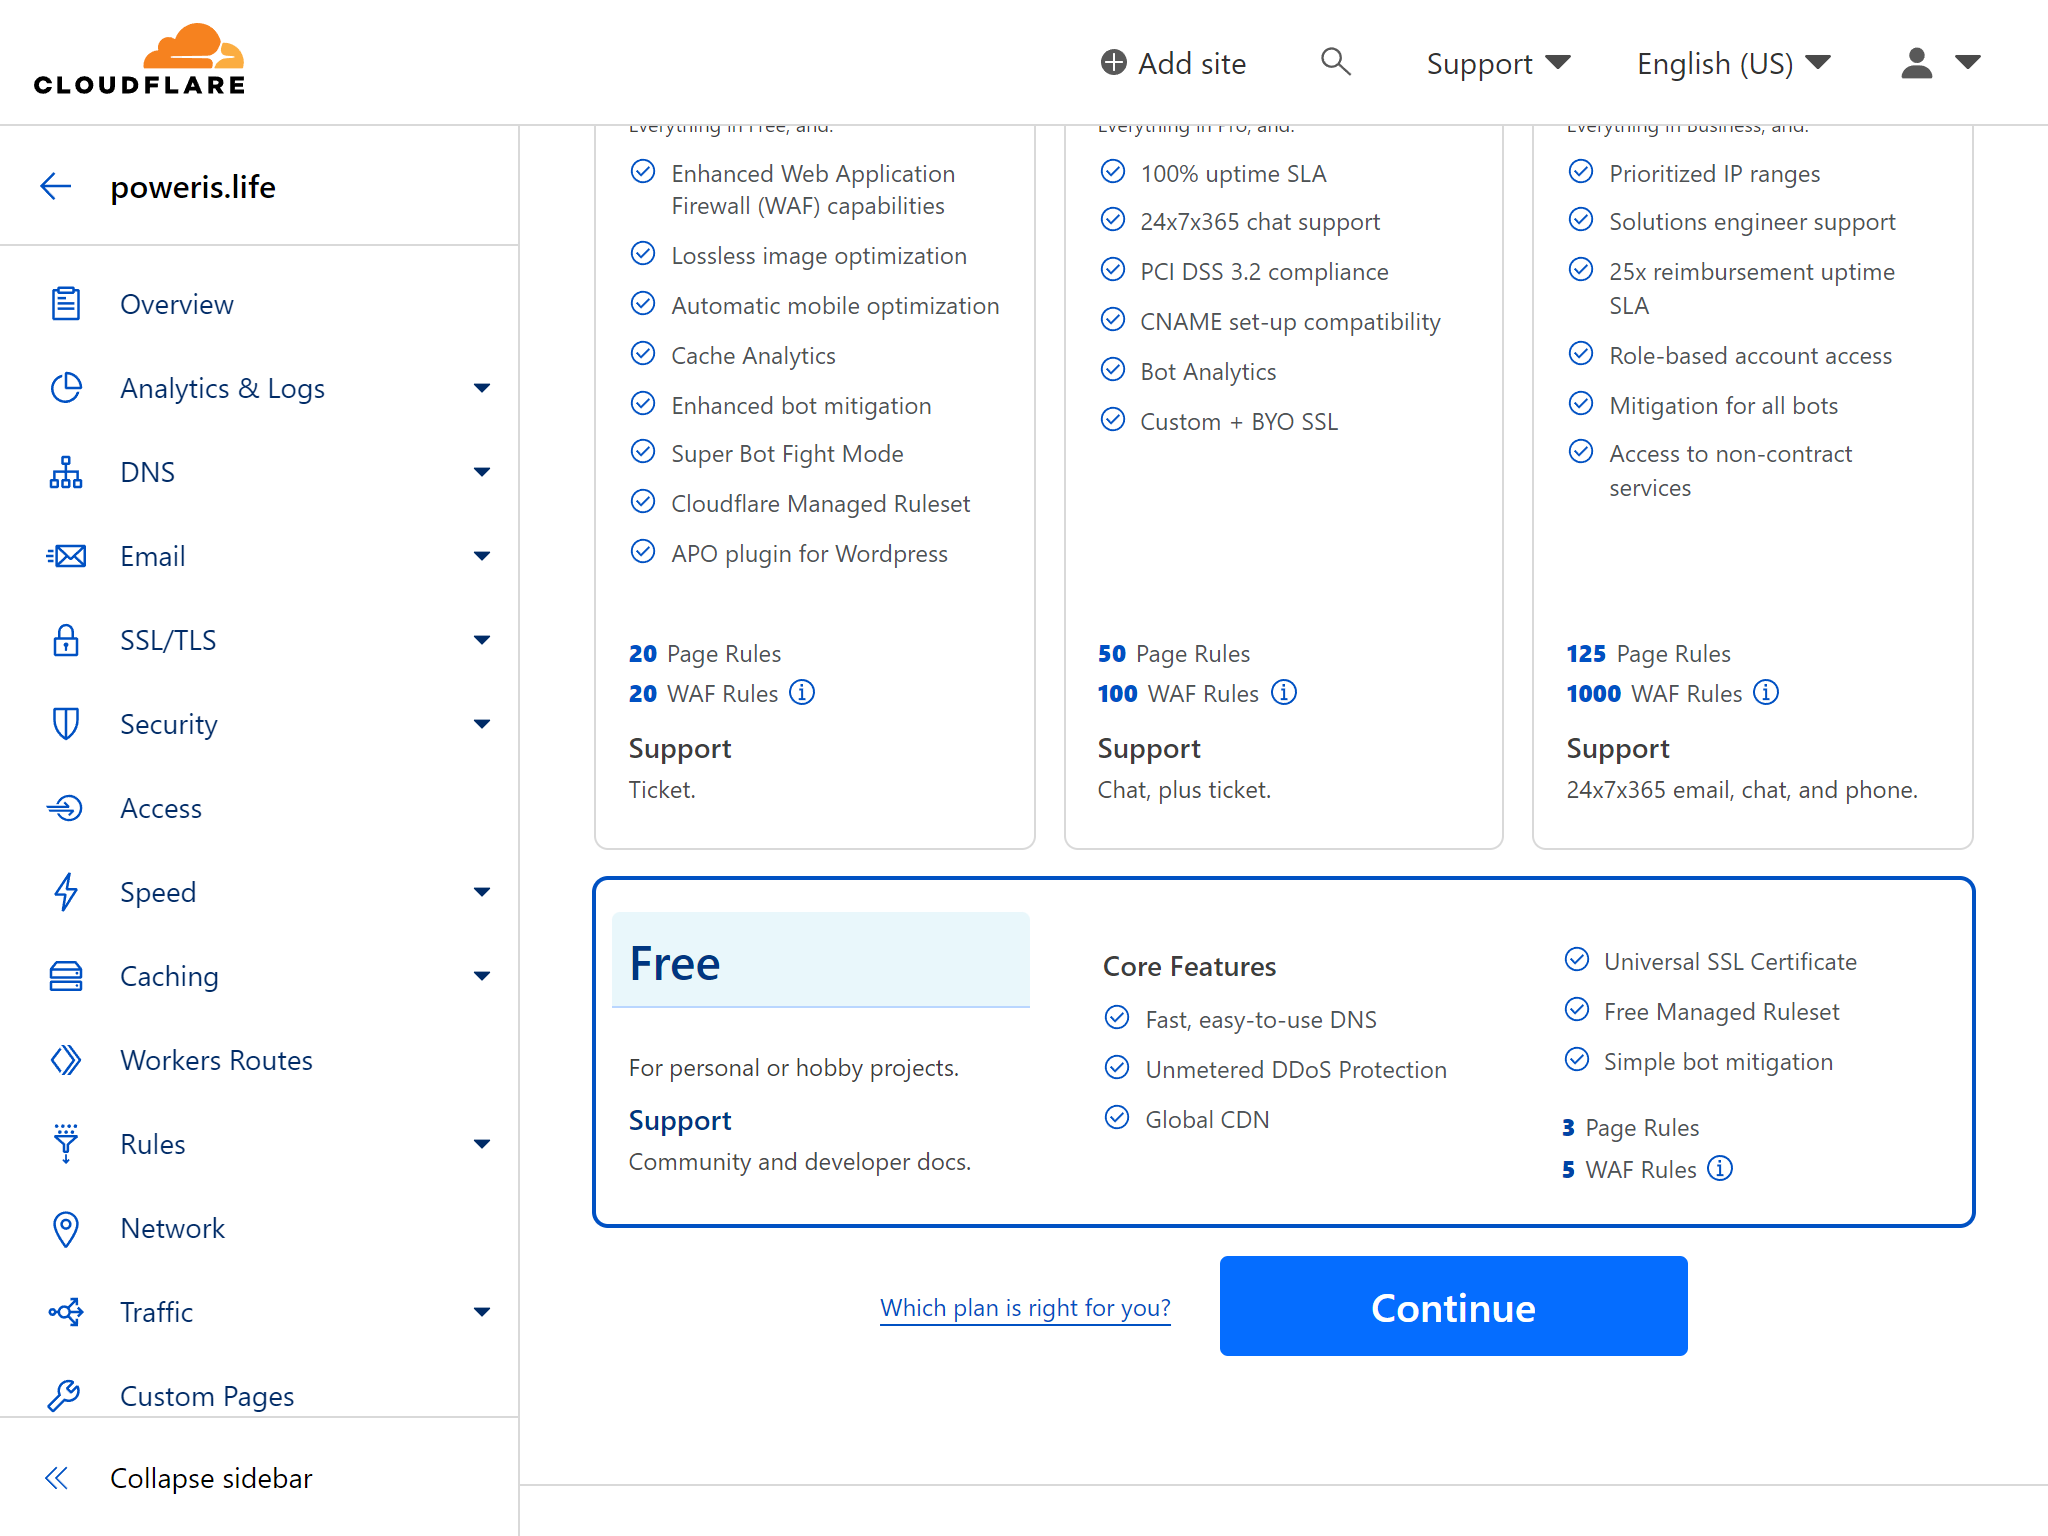 CLOUDFLARE
Add site
Support
English (US)
poweris.life
Overview
Analytics & Logs
DNS
Email
SSL/TLS
Security
Access
Speed
Caching
Workers Routes
Rules
Network
Traffic
Custom Pages
Collapse sidebar
Everything in Free, and:
Enhanced Web Application
Firewall (WAF) capabilities
Lossless image optimization
Automatic mobile optimization
Cache Analytics
Enhanced bot mitigation
Super Bot Fight Mode
Cloudflare Managed Ruleset
APO plugin for Wordpress
20 Page Rules
20 WAF Rules
Support
Ticket.
Everything in Pro, and:
100% uptime SLA
24x7x365 chat support
PCI DSS 3.2 compliance
CNAME set-up compatibility
Bot Analytics
Custom + BYO SSL
50 Page Rules
100 WAF Rules
Support
Chat, plus ticket.
Everything in Business, and:
Prioritized IP ranges
Solutions engineer support
25x reimbursement uptime
SLA
Role-based account access
Mitigation for all bots
Access to non-contract
services
125 Page Rules
1000 WAF Rules
Support
24x7x365 email, chat, and phone.
Free
For personal or hobby projects.
Support
Community and developer docs.
Core Features
Fast, easy-to-use DNS
Unmetered DDoS Protection
Global CDN
Universal SSL Certificate
Free Managed Ruleset
Simple bot mitigation
3 Page Rules
5 WAF Rules
Which plan is right for you?
Continue